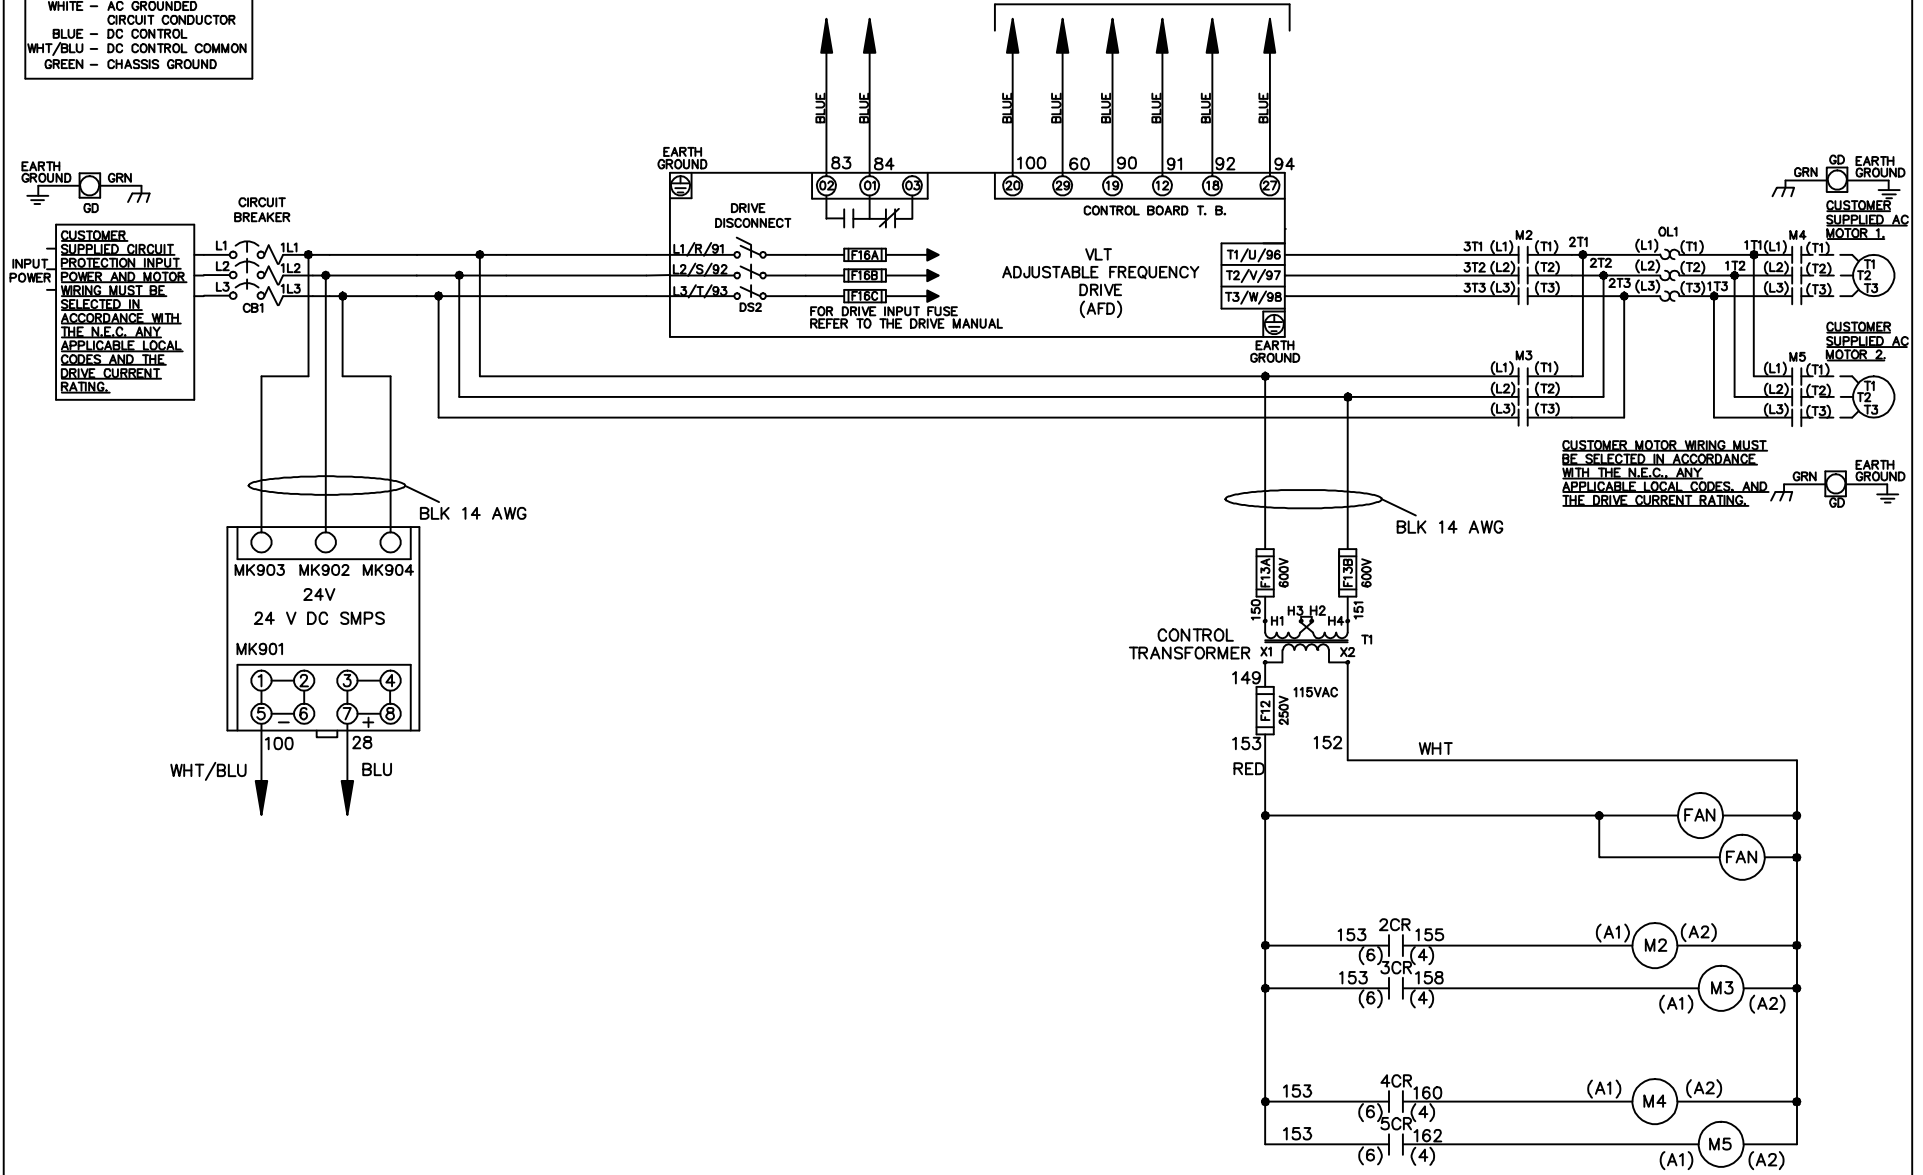 WHITE – AC GROUNDED
CIRCUIT CONDUCTOR
BLUE – DC CONTROL
WHT/BLU – DC CONTROL COMMON
GREEN – CHASSIS GROUND
BLUE
BLUE
BLUE
BLUE
BLUE
BLUE
BLUE
BLUE
EARTH
GROUND
GRN
GD
CIRCUIT
BREAKER
INPUT
POWER
CUSTOMER
SUPPLIED CIRCUIT
PROTECTION INPUT
POWER AND MOTOR
WIRING MUST BE
SELECTED IN
ACCORDANCE WITH
THE N.E.C. ANY
APPLICABLE LOCAL
CODES AND THE
DRIVE CURRENT
RATING.
L1 1L1
L2 1L2
L3 1L3
CB1
EARTH
GROUND
83 84
02 01 03
100 60 90 91 92 94
20 29 19 12 18 27
CONTROL BOARD T. B.
DRIVE
DISCONNECT
L1/R/91
L2/S/92
L3/T/93
DS2
F16A
F16B
F16C
FOR DRIVE INPUT FUSE
REFER TO THE DRIVE MANUAL
VLT
ADJUSTABLE FREQUENCY
DRIVE
(AFD)
T1/U/96
T2/V/97
T3/W/98
EARTH
GROUND
M2
3T1 (L1) (T1) 2T1
3T2 (L2) (T2) 2T2
3T3 (L3) (T3) 2T3
OL1
(L1) (T1) 1T1
(L2) (T2) 1T2
(L3) (T3) 1T3
M4
(L1) (T1)
(L2) (T2)
(L3) (T3)
T1
T2
T3
GRN
GD
EARTH
GROUND
CUSTOMER
SUPPLIED AC
MOTOR 1.
CUSTOMER
SUPPLIED AC
MOTOR 2.
M3
(L1) (T1)
(L2) (T2)
(L3) (T3)
M5
(L1) (T1)
(L2) (T2)
(L3) (T3)
T1
T2
T3
CUSTOMER MOTOR WIRING MUST
BE SELECTED IN ACCORDANCE
WITH THE N.E.C., ANY
APPLICABLE LOCAL CODES, AND
THE DRIVE CURRENT RATING.
GRN
GD
EARTH
GROUND
BLK 14 AWG
MK903 MK902 MK904
24V
24 V DC SMPS
MK901
1 2 3 4
5 6 7 8
– +
100 28
WHT/BLU BLU
BLK 14 AWG
F13A
600V
F13B
600V
150
151
H1 H3 H2 H4
T1
CONTROL
TRANSFORMER
X1 X2
149
115VAC
F12
250V
153 152
RED
WHT
FAN
FAN
2CR
153 155
(6) (4)
(A1) M2 (A2)
3CR
153 158
(6) (4)
(A1) M3 (A2)
4CR
153 160
(6) (4)
(A1) M4 (A2)
5CR
153 162
(6) (4)
(A1) M5 (A2)